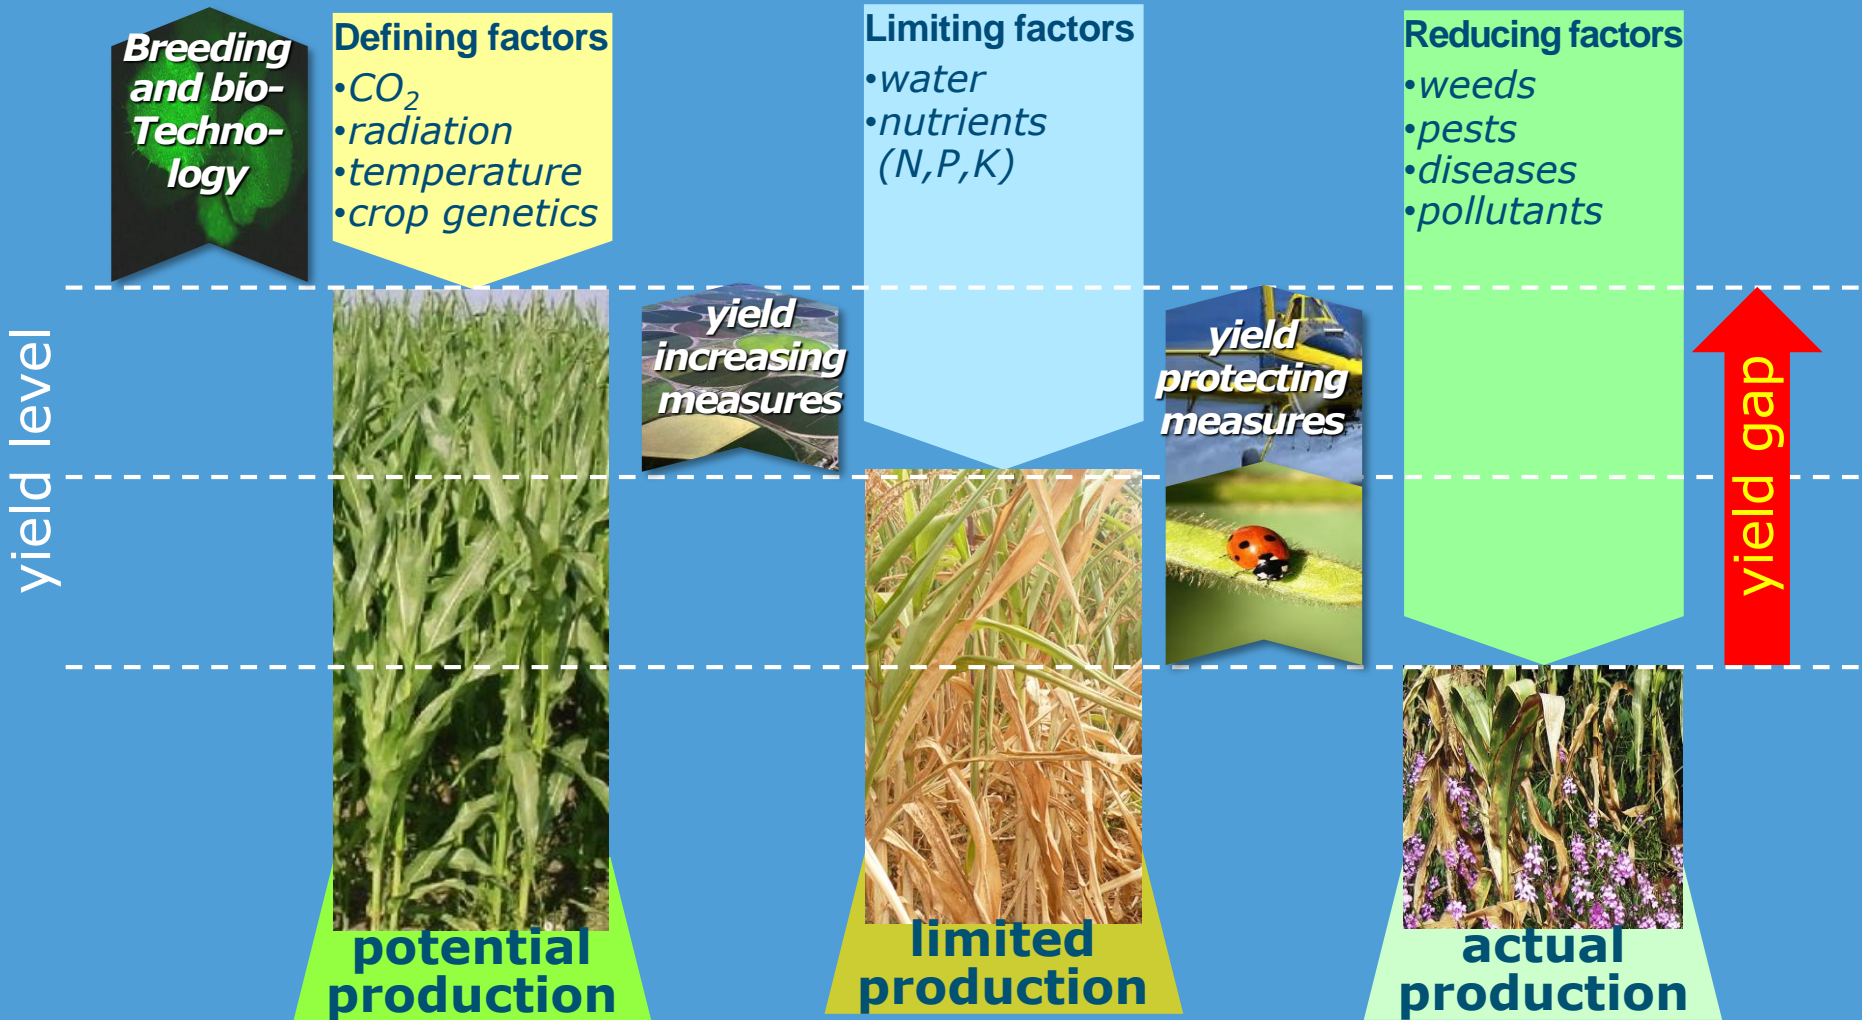 Breeding
and bio-
Techno-
logy
Defining factors
•CO₂
•radiation
•temperature
•crop genetics
Limiting factors
•water
•nutrients
(N,P,K)
Reducing factors
•weeds
•pests
•diseases
•pollutants
yield level
yield
increasing
measures
yield
protecting
measures
yield gap
potential
production
limited
production
actual
production